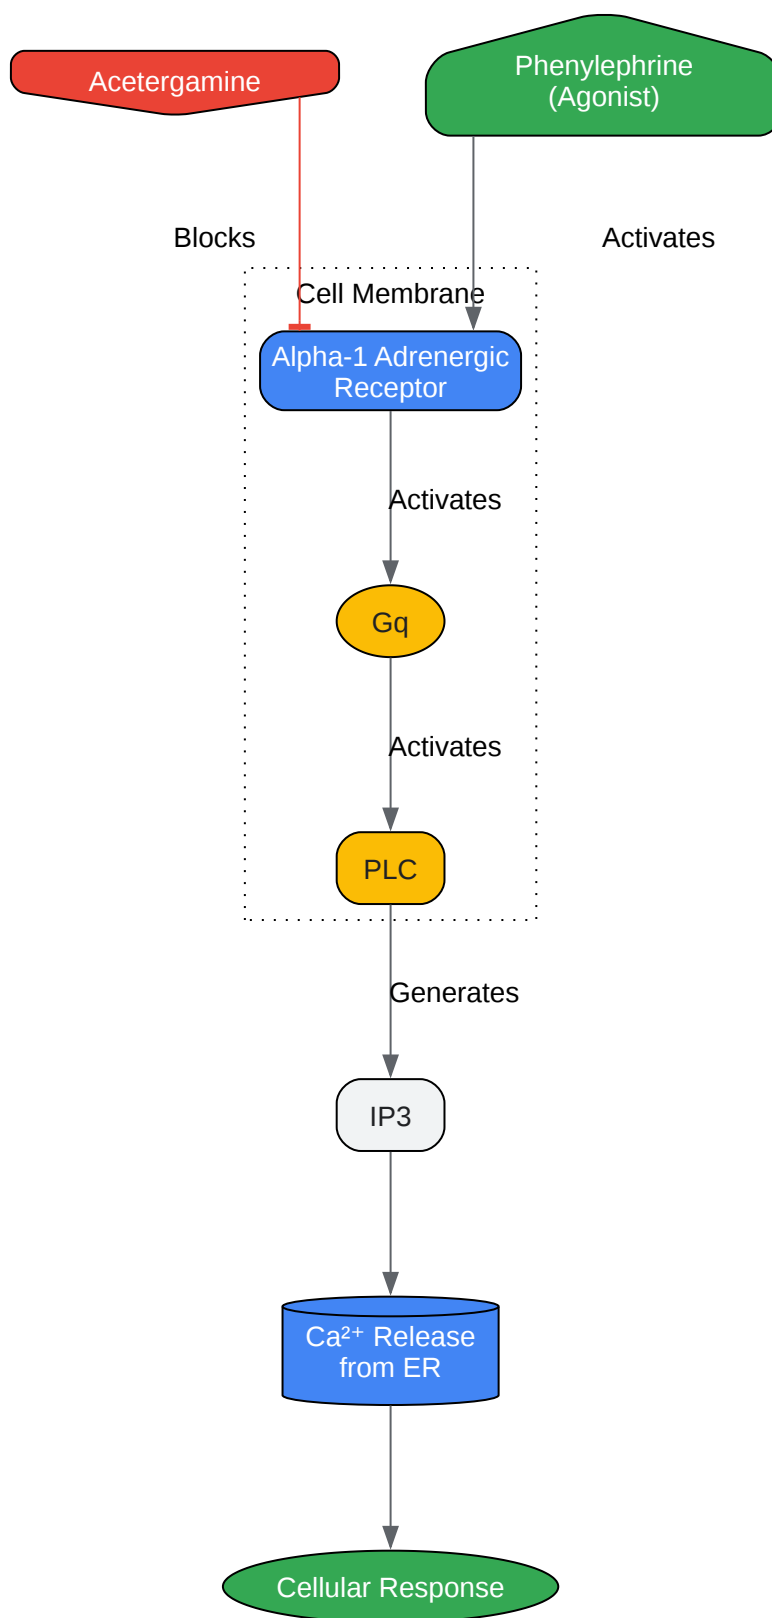 Acetergamine
Phenylephrine
(Agonist)
Blocks
Activates
Cell Membrane
Alpha-1 Adrenergic
Receptor
Activates
Gq
Activates
PLC
Generates
IP3
Ca²⁺ Release
from ER
Cellular Response